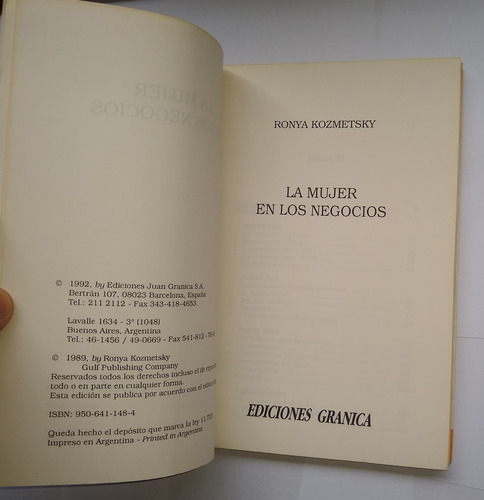 © 1992, by Ediciones Juan Granica S.A.
Bertrán 107, 08023 Barcelona, España
Tel.: 211 2112 - Fax 343-418-4653
Lavalle 1634 - 3° (1048)
Buenos Aires, Argentina
Tel.: 46-1456 / 49-0669 - Fax 541-812-
© 1989, by Ronya Kozmetsky
Gulf Publishing Company
Reservados todos los derechos incluso el de
todo o en parte en cualquier forma.
Esta edición se publica por acuerdo con el
ISBN: 950-641-148-4
Queda hecho el depósito que marca la ley
Impreso en Argentina - Printed in Argentina
RONYA KOZMETSKY
LA MUJER
EN LOS NEGOCIOS
EDICIONES GRANICA